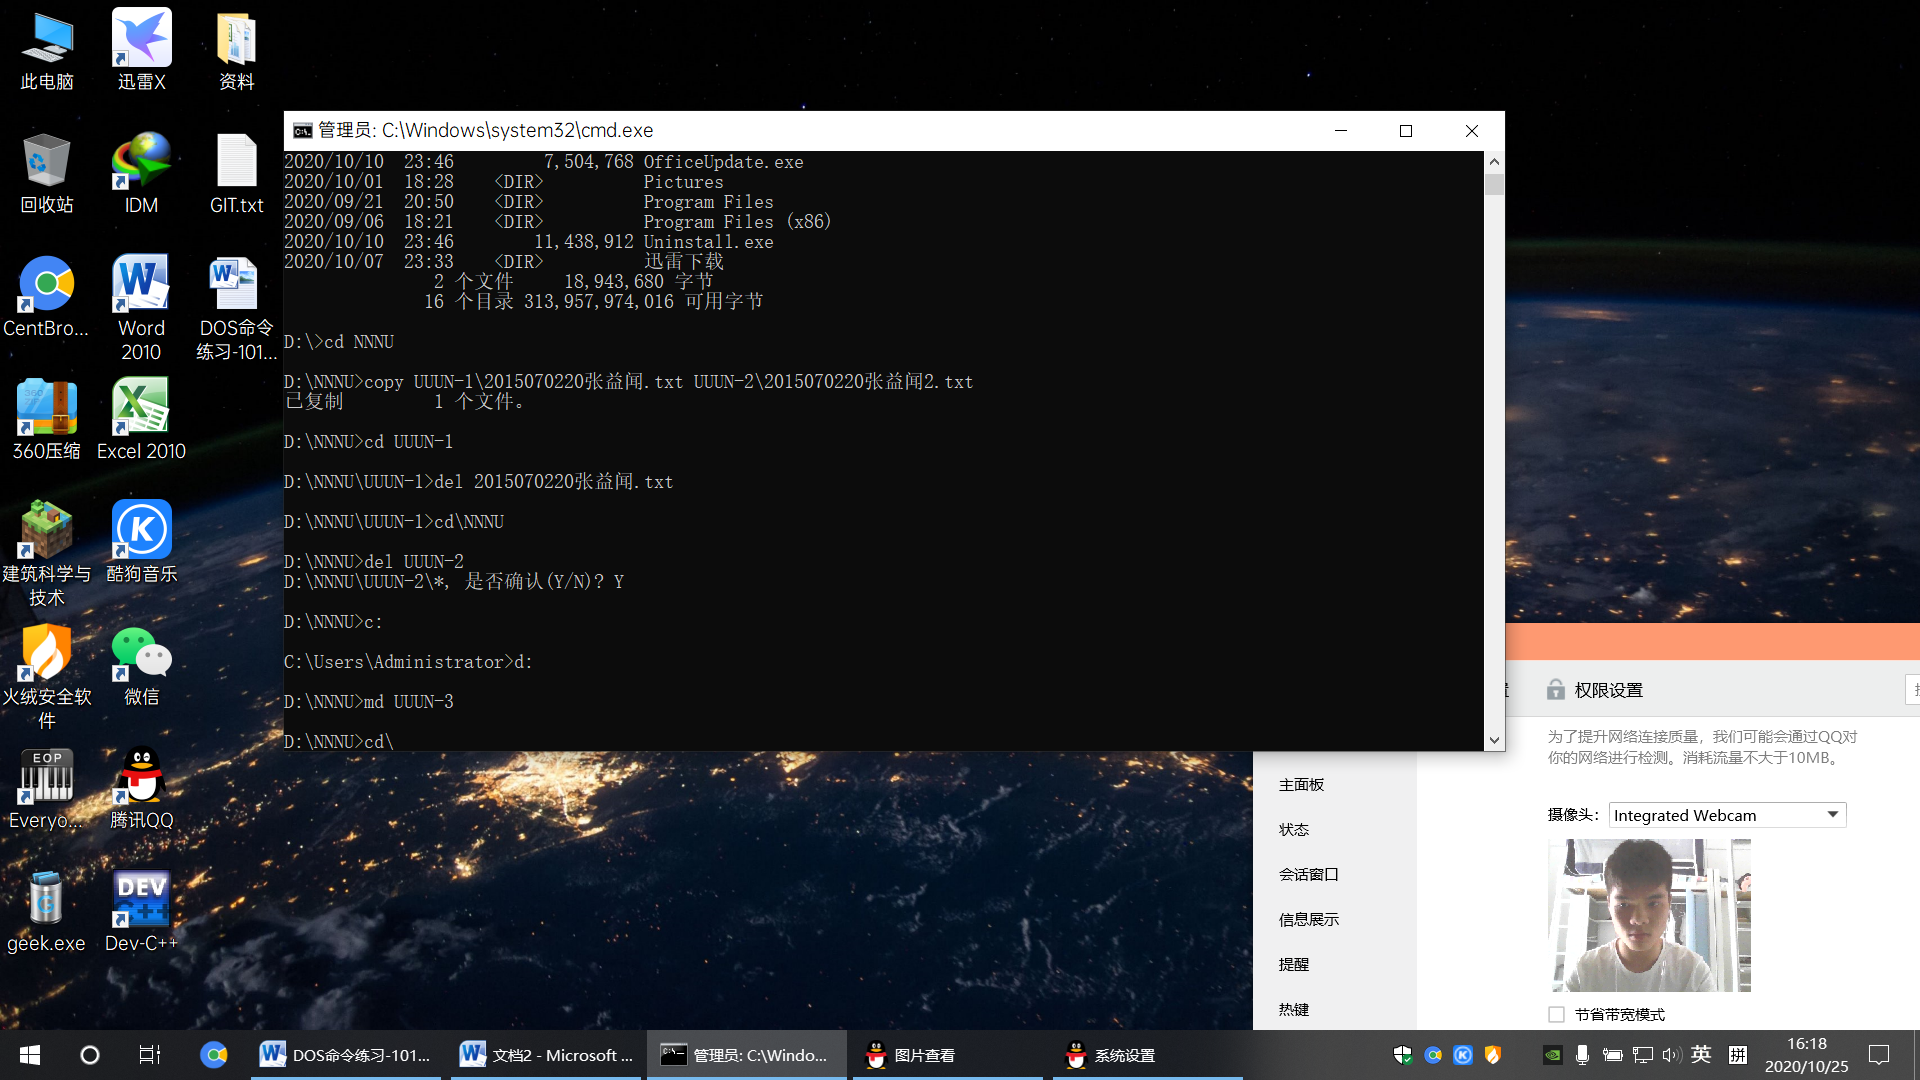 此电脑
迅雷X
资料
回收站
IDM
GIT.txt
CentBro...
Word
2010
DOS命令
练习-101...
360压缩
Excel 2010
建筑科学与
技术
酷狗音乐
火绒安全软
件
微信
EOP
Everyo...
腾讯QQ
geek.exe
DEV
C++
Dev-C++
管理员: C:\Windows\system32\cmd.exe
2020/10/10  23:46         7,504,768 OfficeUpdate.exe
2020/10/01  18:28    <DIR>          Pictures
2020/09/21  20:50    <DIR>          Program Files
2020/09/06  18:21    <DIR>          Program Files (x86)
2020/10/10  23:46        11,438,912 Uninstall.exe
2020/10/07  23:33    <DIR>          迅雷下载
2 个文件     18,943,680 字节
16 个目录 313,957,974,016 可用字节
D:\>cd NNNU
D:\NNNU>copy UUUN-1\2015070220张益闻.txt UUUN-2\2015070220张益闻2.txt
已复制         1 个文件。
D:\NNNU>cd UUUN-1
D:\NNNU\UUUN-1>del 2015070220张益闻.txt
D:\NNNU\UUUN-1>cd\NNNU
D:\NNNU>del UUUN-2
D:\NNNU\UUUN-2\*, 是否确认(Y/N)? Y
D:\NNNU>c:
C:\Users\Administrator>d:
D:\NNNU>md UUUN-3
D:\NNNU>cd\
权限设置
为了提升网络连接质量，我们可能会通过QQ对
你的网络进行检测。消耗流量不大于10MB。
主面板
状态
会话窗口
信息展示
提醒
热键
摄像头:
Integrated Webcam
节省带宽模式
DOS命令练习-101...
文档2 - Microsoft ...
管理员: C:\Windo...
图片查看
系统设置
英
拼
16:18
2020/10/25